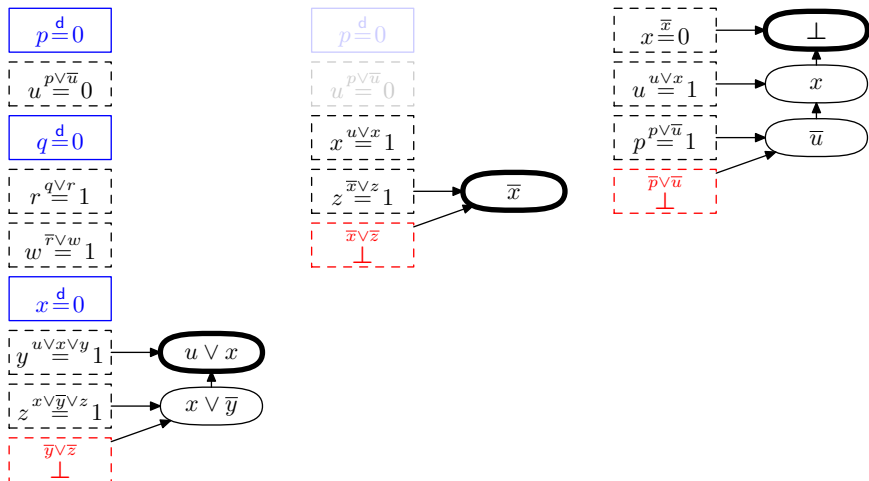 p d= 0
u p∨u̅= 0
q d= 0
r q∨r= 1
w r̅∨w= 1
x d= 0
y u∨x∨y= 1
u ∨ x
z x∨y̅∨z= 1
x ∨ y̅
y̅∨z̅
⊥
p d= 0
u p∨u̅= 0
x u∨x= 1
z x̅∨z= 1
x̅
x̅∨z̅
⊥
x x̅= 0
⊥
u u∨x= 1
x
p p∨u̅= 1
u̅
p̅∨u̅
⊥